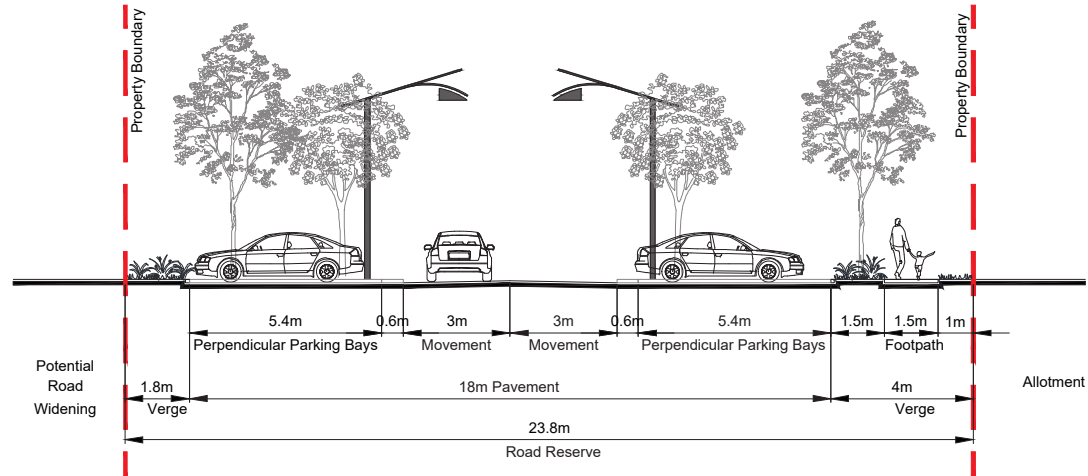 Property Boundary
Property Boundary
5.4m 0.6m 3m 3m 0.6m 5.4m 1.5m 1.5m 1m
Perpendicular Parking Bays Movement Movement Perpendicular Parking Bays Footpath
Potential
Road
Widening
1.8m 18m Pavement 4m
Verge Verge
Allotment
23.8m
Road Reserve